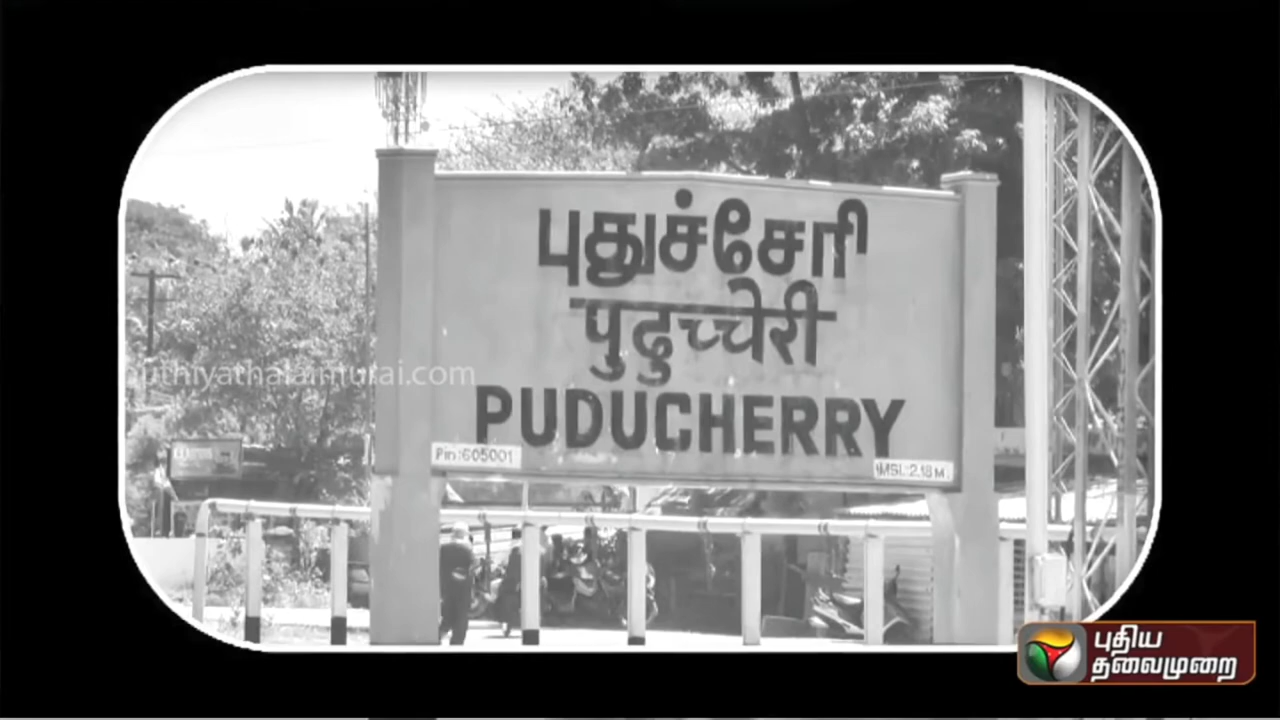 புதுச்சேரி
पुदुच्चेरी
PUDUCHERRY
Pin:605001
MSL:2.18 M.
puthiyathalaimurai.com
புதிய
தலைமுறை